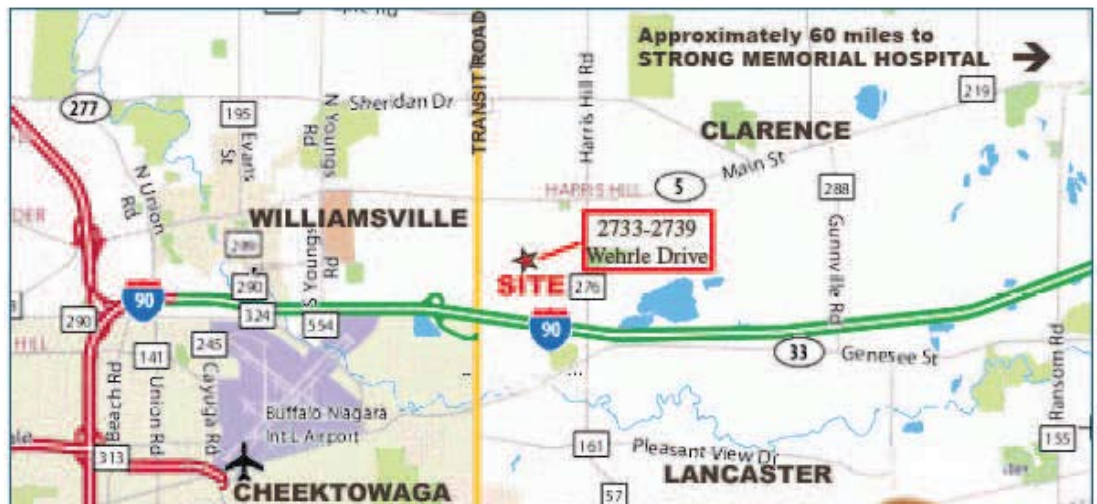 Approximately 60 miles to
STRONG MEMORIAL HOSPITAL
219
277
195
Sheridan Dr
N Youngs
Rd
Evans
St
TRANSIT ROAD
Harris Hill Rd
CLARENCE
Main St
5
288
N Union
Rd
HARRIS HILL
WILLIAMSVILLE
2733-2739
Wehrle Drive
SITE
276
Gunnville Rd
S Youngs
Rd
290
324
554
90
290
90
33
Genesee St
HILL
141
245
Beach Rd
Union Rd
Cayuga Rd
Buffalo Niagara
Int.L Airport
Ransom Rd
155
161
Pleasant View Dr
313
LANCASTER
CHEEKTOWAGA
57